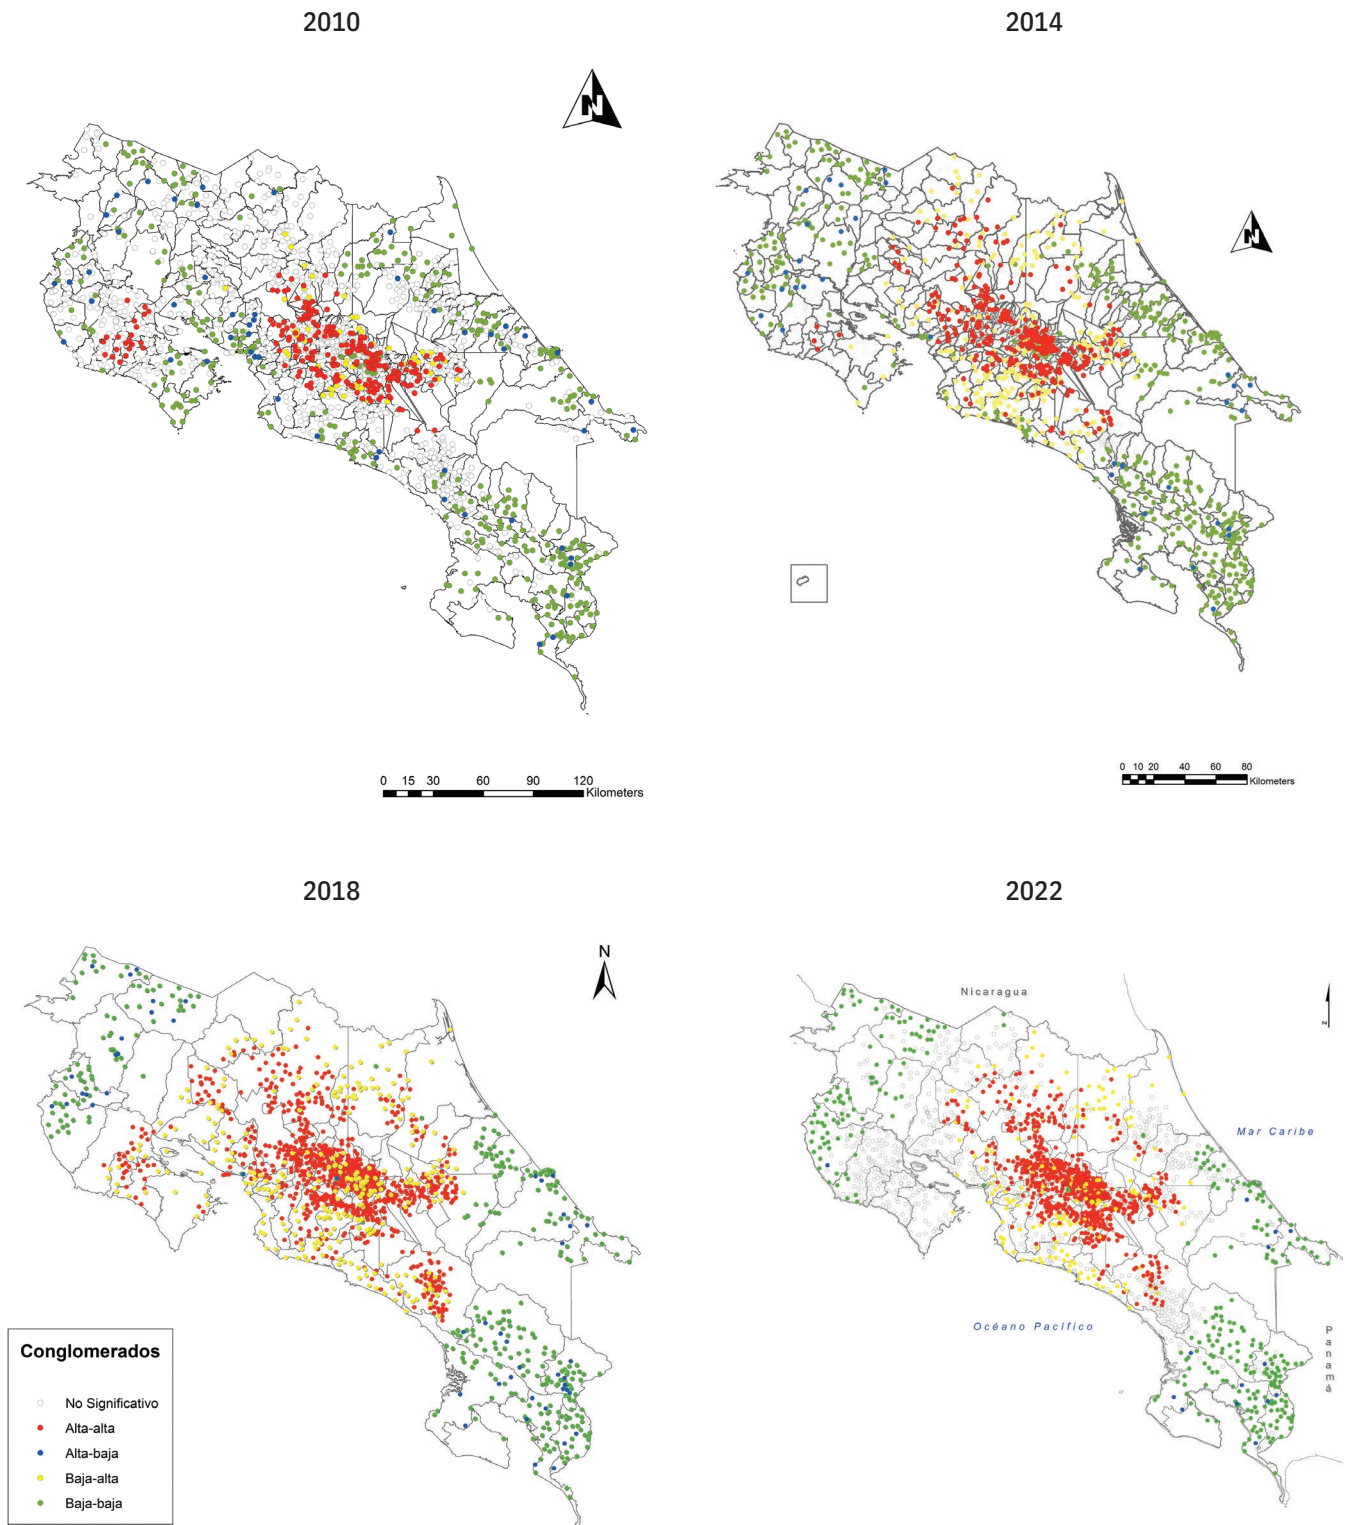 2010
2014
N
N
0 15 30 60 90 120
Kilometers
0 10 20 40 60 80
Kilometers
2018
2022
N
N
Nicaragua
Mar Caribe
Océano Pacífico
Panamá
Conglomerados
No Significativo
Alta-alta
Alta-baja
Baja-alta
Baja-baja